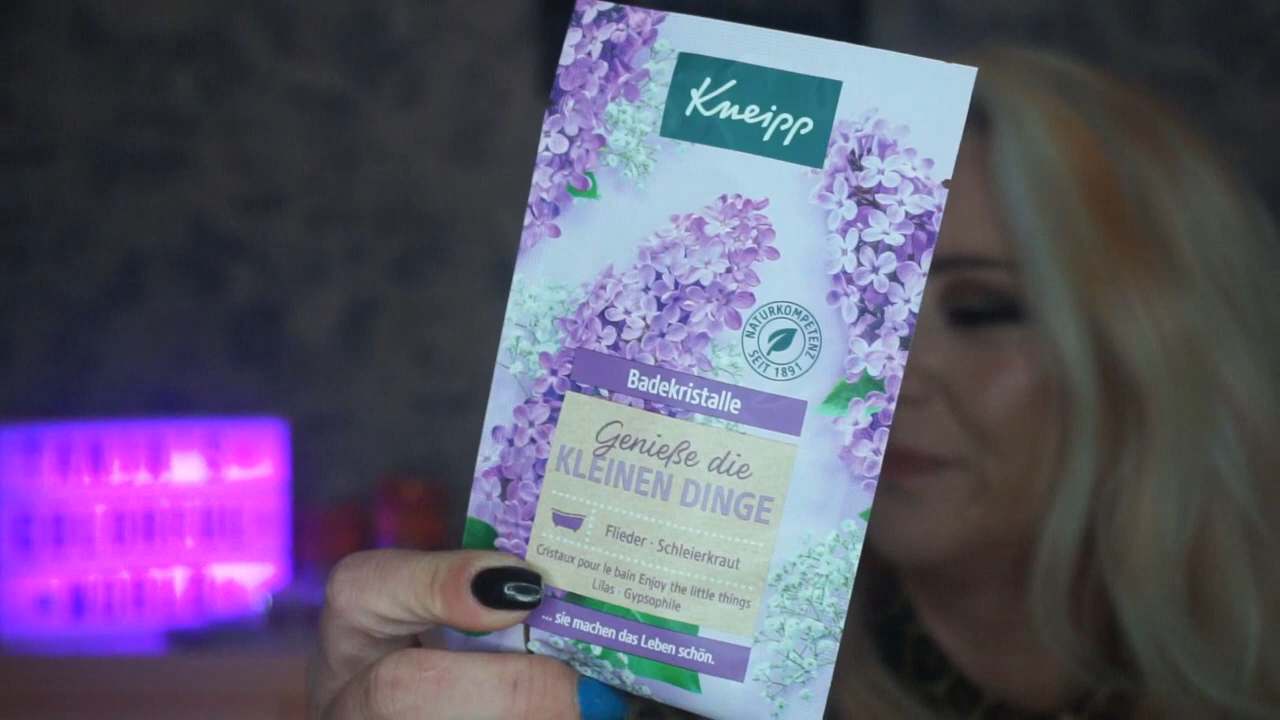 Kneipp
NATURKOMPETENZ
SEIT 1891
Badekristalle
Genieße die
KLEINEN DINGE
Flieder · Schleierkraut
Cristaux pour le bain Enjoy the little things
Lilas · Gypsophile
... sie machen das Leben schön.